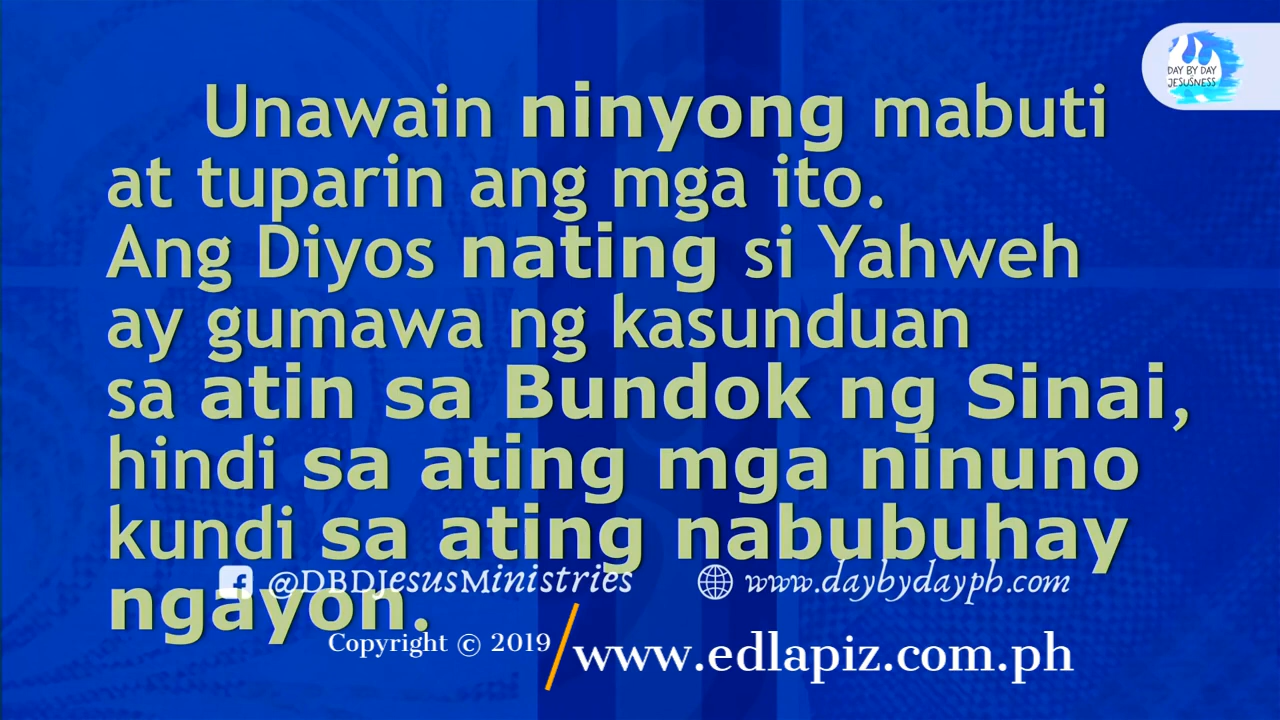 DAY BY DAY
JESUSNESS
Unawain ninyong mabuti
at tuparin ang mga ito.
Ang Diyos nating si Yahweh
ay gumawa ng kasunduan
sa atin sa Bundok ng Sinai,
hindi sa ating mga ninuno
kundi sa ating nabubuhay
ngayon.
@DBDJesusMinistries www.daybydayph.com
Copyright © 2019 www.edlapiz.com.ph